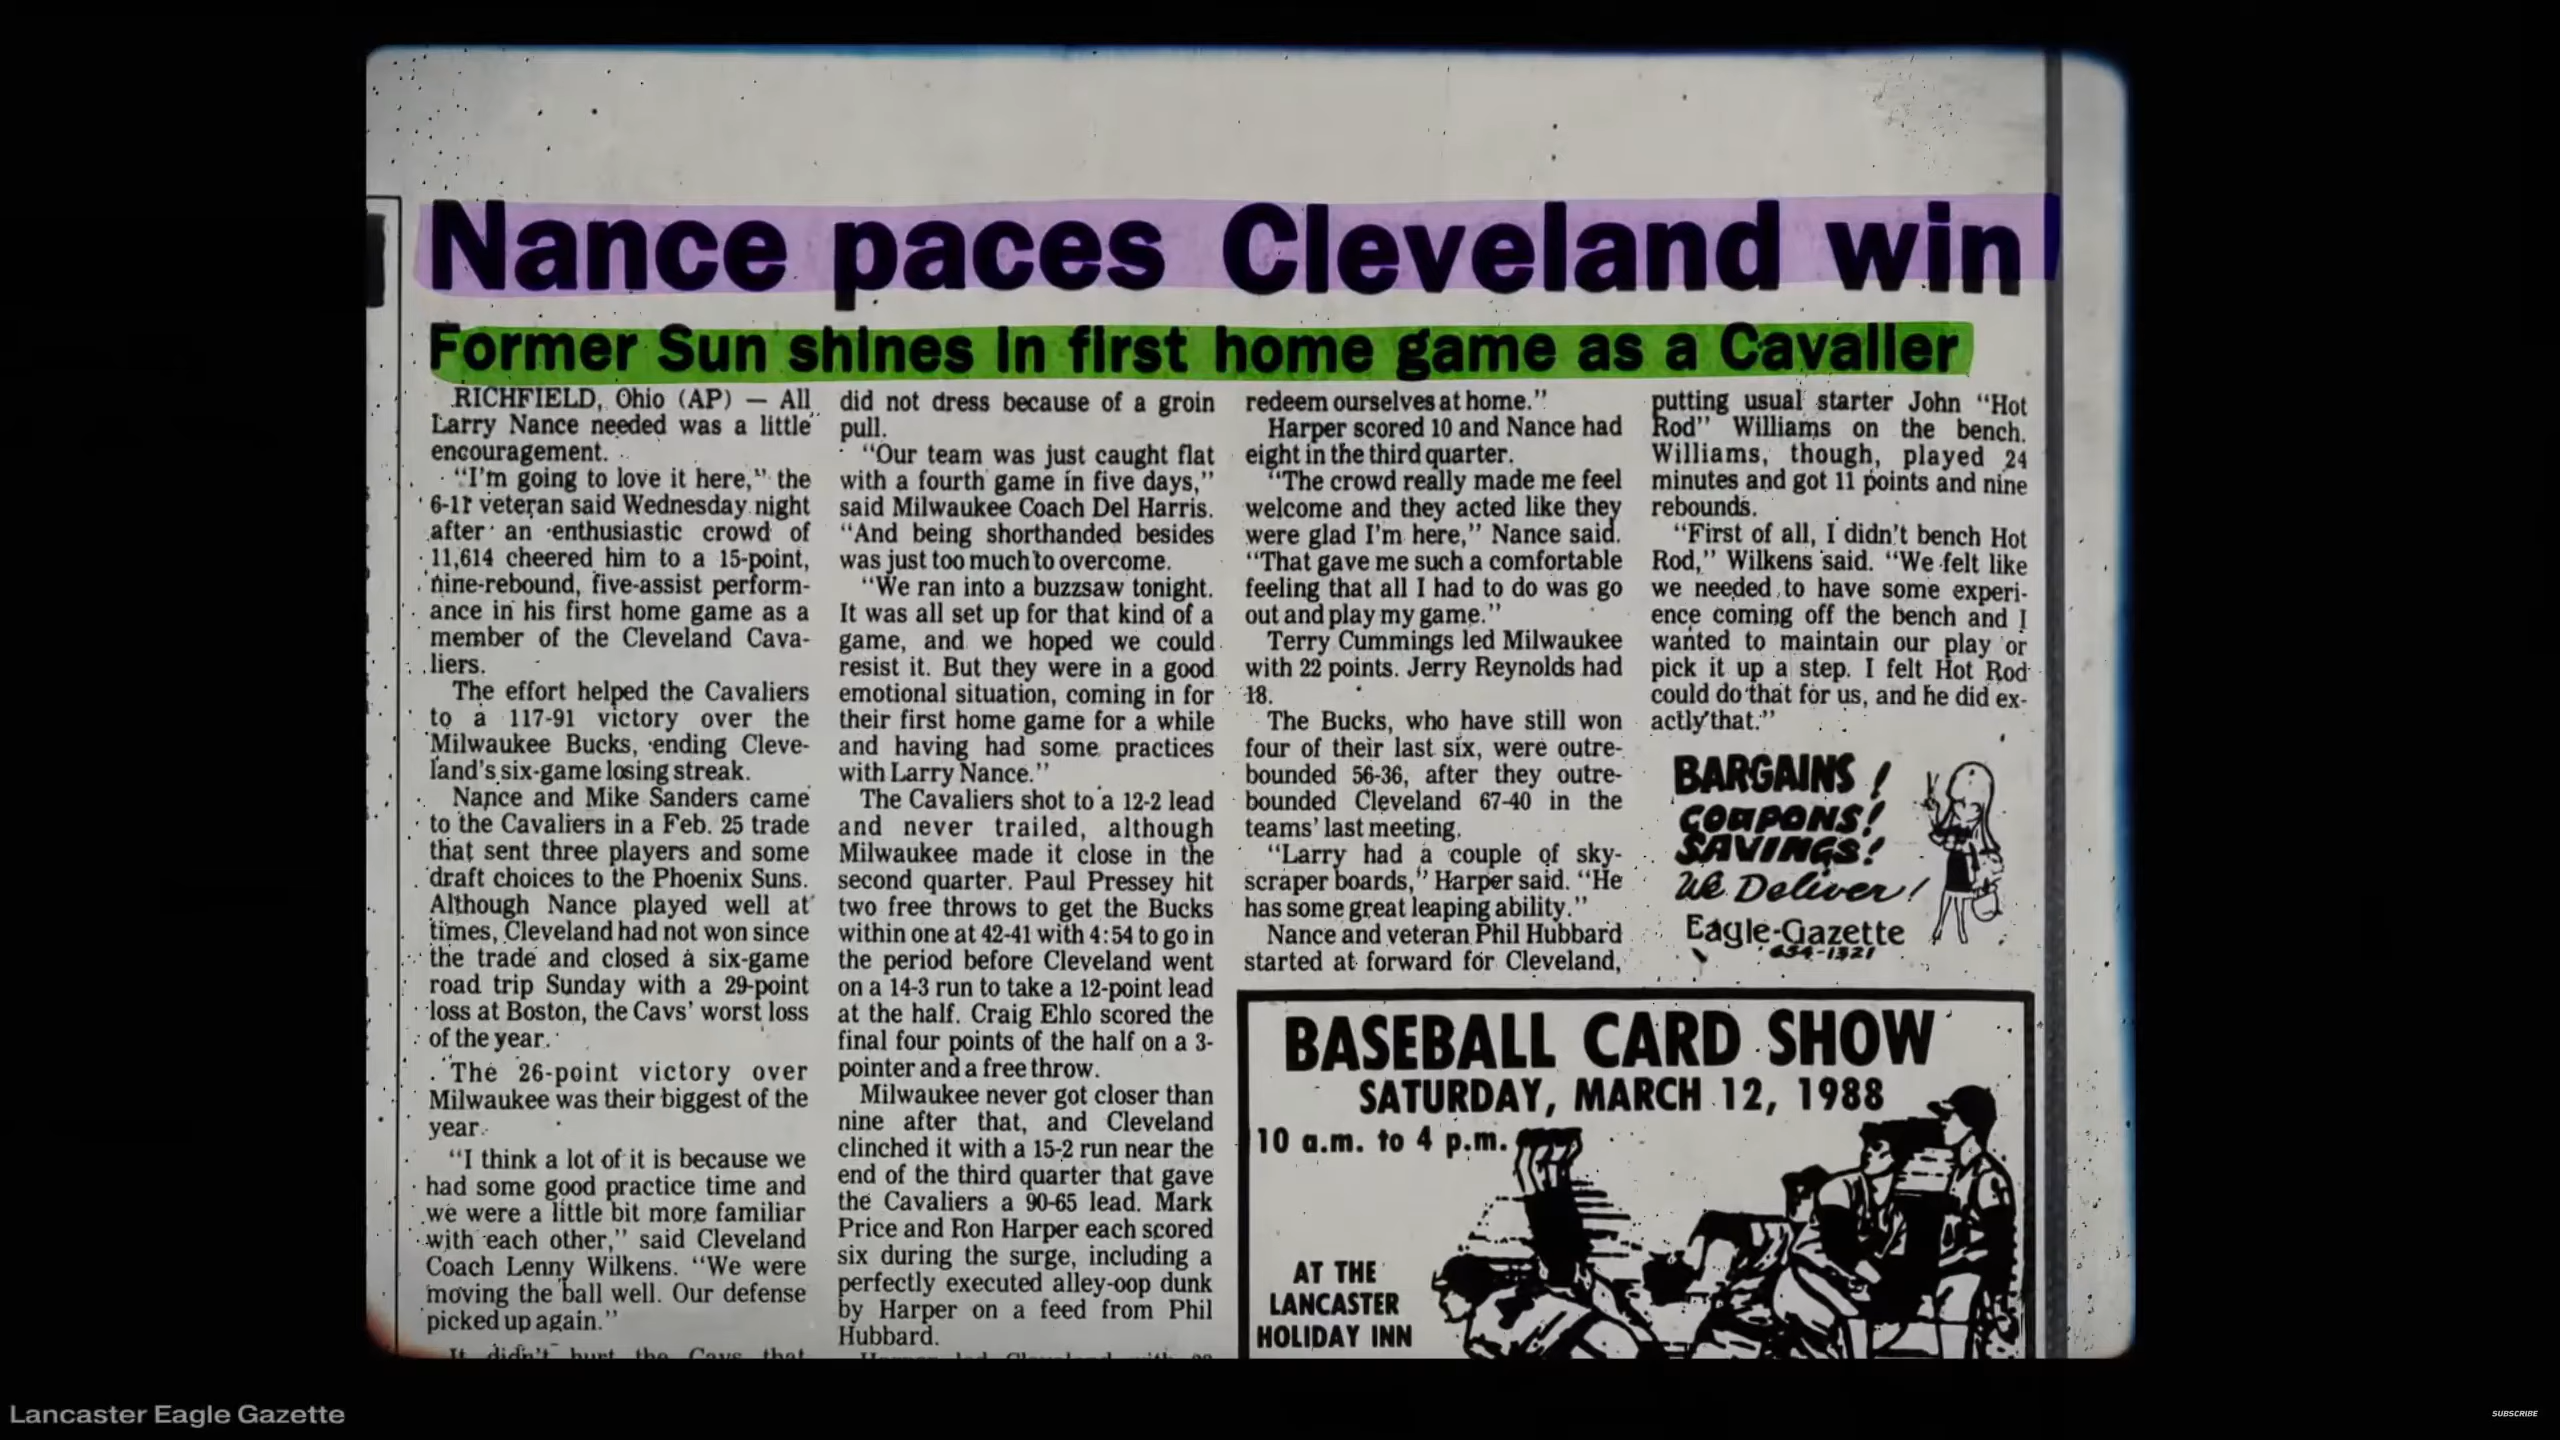 Nance paces Cleveland win
Former Sun shines in first home game as a Cavalier
RICHFIELD, Ohio (AP) — All
Larry Nance needed was a little
encouragement.
"I'm going to love it here," the
6-11 veteran said Wednesday night
after an enthusiastic crowd of
11,614 cheered him to a 15-point,
nine-rebound, five-assist perform-
ance in his first home game as a
member of the Cleveland Cava-
liers.
The effort helped the Cavaliers
to a 117-91 victory over the
Milwaukee Bucks, ending Cleve-
land's six-game losing streak.
Nance and Mike Sanders came
to the Cavaliers in a Feb. 25 trade
that sent three players and some
draft choices to the Phoenix Suns.
Although Nance played well at
times, Cleveland had not won since
the trade and closed a six-game
road trip Sunday with a 29-point
loss at Boston, the Cavs' worst loss
of the year.
The 26-point victory over
Milwaukee was their biggest of the
year.
"I think a lot of it is because we
had some good practice time and
we were a little bit more familiar
with each other," said Cleveland
Coach Lenny Wilkens. "We were
moving the ball well. Our defense
picked up again."
It didn't hurt the Cavs that
did not dress because of a groin
pull.
"Our team was just caught flat
with a fourth game in five days,"
said Milwaukee Coach Del Harris.
"And being shorthanded besides
was just too much to overcome.
"We ran into a buzzsaw tonight.
It was all set up for that kind of a
game, and we hoped we could
resist it. But they were in a good
emotional situation, coming in for
their first home game for a while
and having had some practices
with Larry Nance."
The Cavaliers shot to a 12-2 lead
and never trailed, although
Milwaukee made it close in the
second quarter. Paul Pressey hit
two free throws to get the Bucks
within one at 42-41 with 4:54 to go in
the period before Cleveland went
on a 14-3 run to take a 12-point lead
at the half. Craig Ehlo scored the
final four points of the half on a 3-
pointer and a free throw.
Milwaukee never got closer than
nine after that, and Cleveland
clinched it with a 15-2 run near the
end of the third quarter that gave
the Cavaliers a 90-65 lead. Mark
Price and Ron Harper each scored
six during the surge, including a
perfectly executed alley-oop dunk
by Harper on a feed from Phil
Hubbard.
redeem ourselves at home."
Harper scored 10 and Nance had
eight in the third quarter.
"The crowd really made me feel
welcome and they acted like they
were glad I'm here," Nance said.
"That gave me such a comfortable
feeling that all I had to do was go
out and play my game."
Terry Cummings led Milwaukee
with 22 points. Jerry Reynolds had
18.
The Bucks, who have still won
four of their last six, were outre-
bounded 56-36, after they outre-
bounded Cleveland 67-40 in the
teams' last meeting.
"Larry had a couple of sky-
scraper boards," Harper said. "He
has some great leaping ability."
Nance and veteran Phil Hubbard
started at forward for Cleveland,
putting usual starter John "Hot
Rod" Williams on the bench.
Williams, though, played 24
minutes and got 11 points and nine
rebounds.
"First of all, I didn't bench Hot
Rod," Wilkens said. "We felt like
we needed to have some experi-
ence coming off the bench and I
wanted to maintain our play or
pick it up a step. I felt Hot Rod
could do that for us, and he did ex-
actly that."
BARGAINS!
COUPONS!
SAVINGS!
We Deliver!
Eagle-Gazette
654-1321
BASEBALL CARD SHOW
SATURDAY, MARCH 12, 1988
10 a.m. to 4 p.m.
AT THE
LANCASTER
HOLIDAY INN
Lancaster Eagle Gazette
SUBSCRIBE